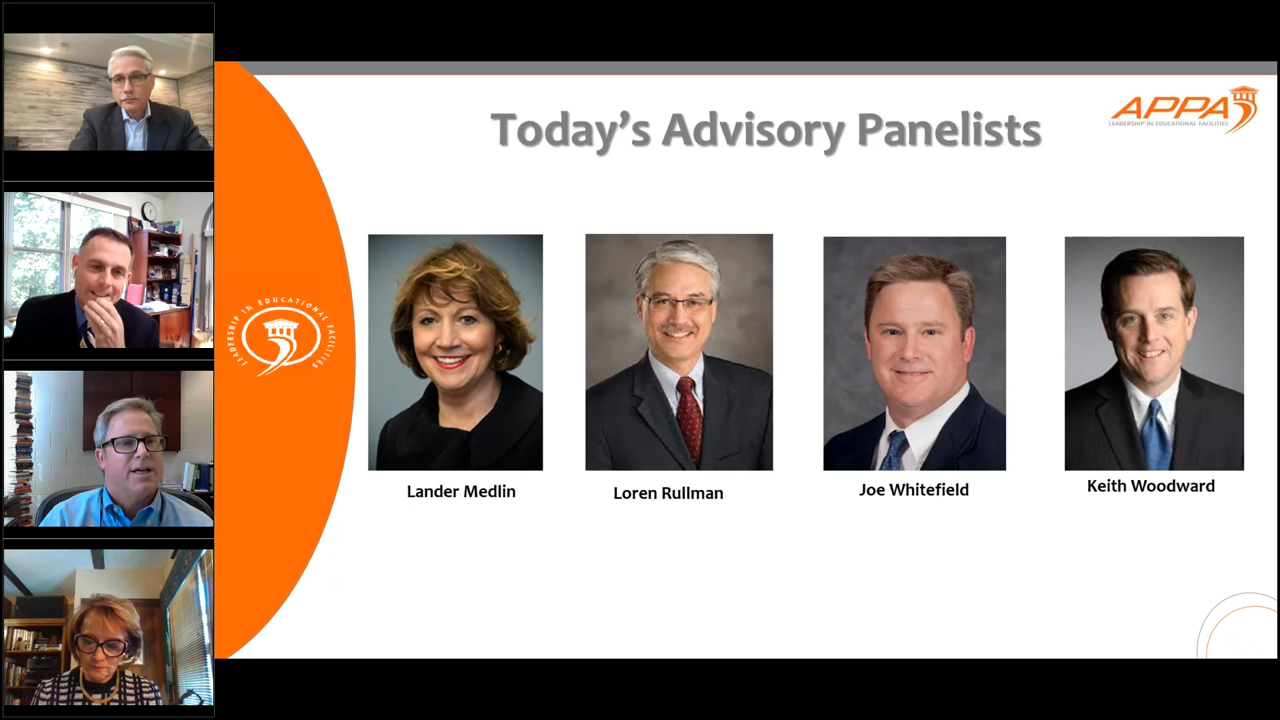 Today's Advisory Panelists
APPA
LEADERSHIP IN EDUCATIONAL FACILITIES
LEADERSHIP IN EDUCATIONAL FACILITIES
Lander Medlin
Loren Rullman
Joe Whitefield
Keith Woodward